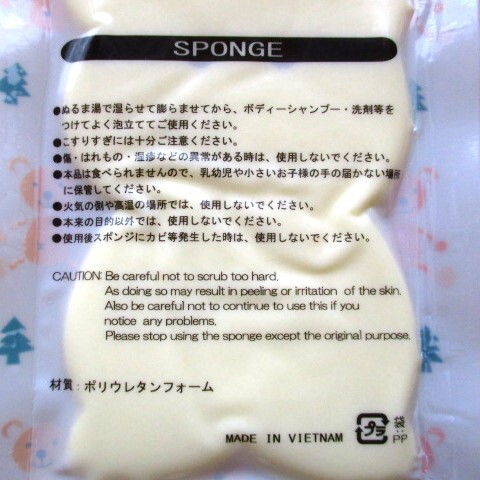 SPONGE
●ぬるま湯で湿らせて膨らませてから、ボディーシャンプー・洗剤等を
つけてよく泡立ててご使用ください。
●こすりすぎには十分ご注意ください。
●傷・はれもの・湿疹などの異常がある時は、使用しないでください。
●本品は食べられませんので、乳幼児や小さいお子様の手の届かない場所
に保管してください。
●火気の側や高温の場所では、使用しないでください。
●本来の目的以外では、使用しないでください。
●使用後スポンジにカビ等発生した時は、使用しないでください。
CAUTION: Be careful not to scrub too hard.
As doing so may result in peeling or irritation of the skin.
Also be careful not to continue to use this if you
notice any problems.
Please stop using the sponge except the original purpose.
材質：ポリウレタンフォーム
MADE IN VIETNAM
プラ
袋：PP